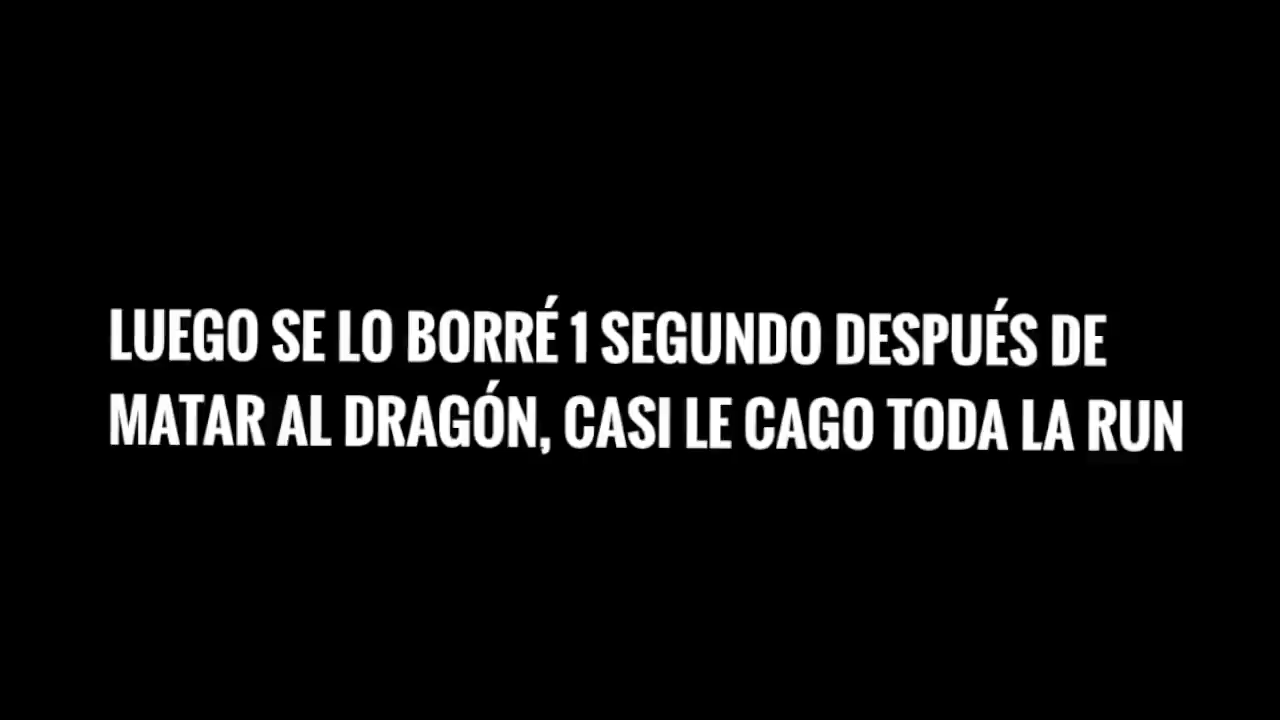 LUEGO SE LO BORRÉ 1 SEGUNDO DESPUÉS DE
MATAR AL DRAGÓN, CASI LE CAGO TODA LA RUN